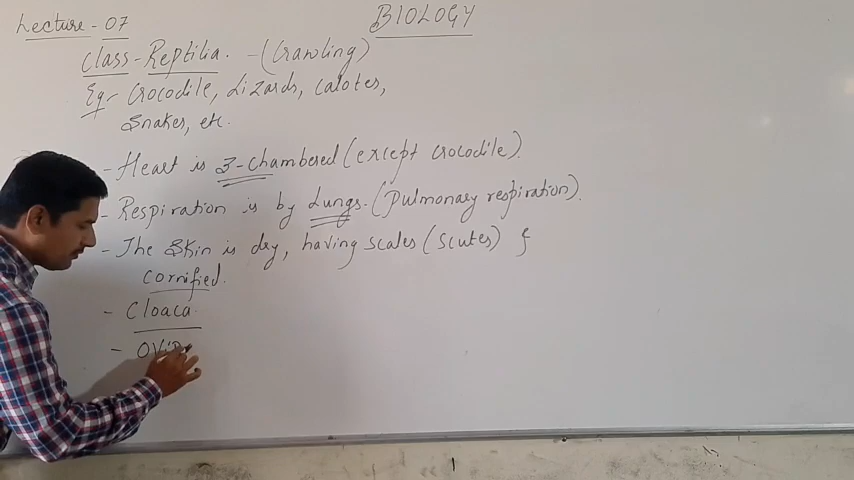 Lecture - 07
BIOLOGY
Class - Reptilia. - (Crawling)
Eg - Crocodile, Lizards, Calotes,
Snakes, etc.
- Heart is 3-chambered (except crocodile).
- Respiration is by Lungs. (Pulmonary respiration).
- The Skin is dry, having scales (scutes) &
cornified.
- Cloaca.
- Ovip